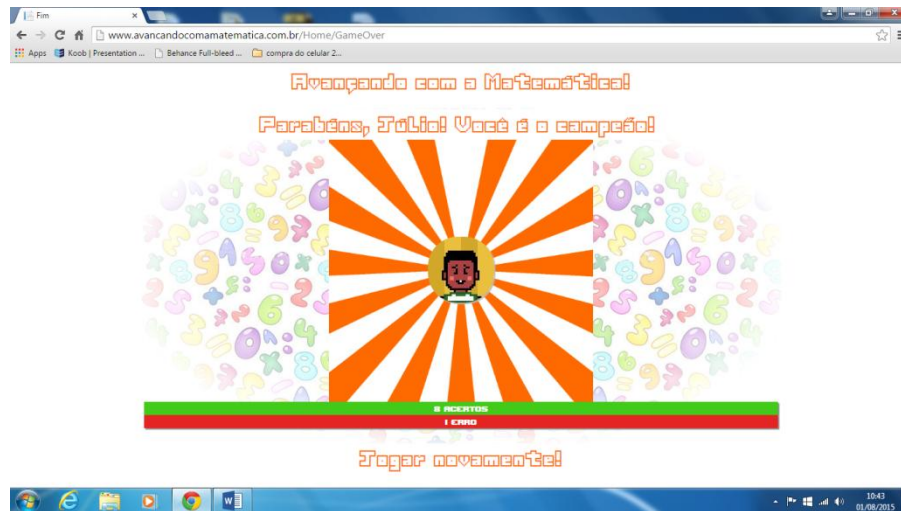 Fim
www.avancandocomamatematica.com.br/Home/GameOver
Apps Koob | Presentation ... Behance Full-bleed ... compra do celular 2...
Avançando com a Matemática!
Parabéns, Júlio! Você é o campeão!
8 ACERTOS
1 ERRO
Jogar novamente!
10:43
01/08/2015